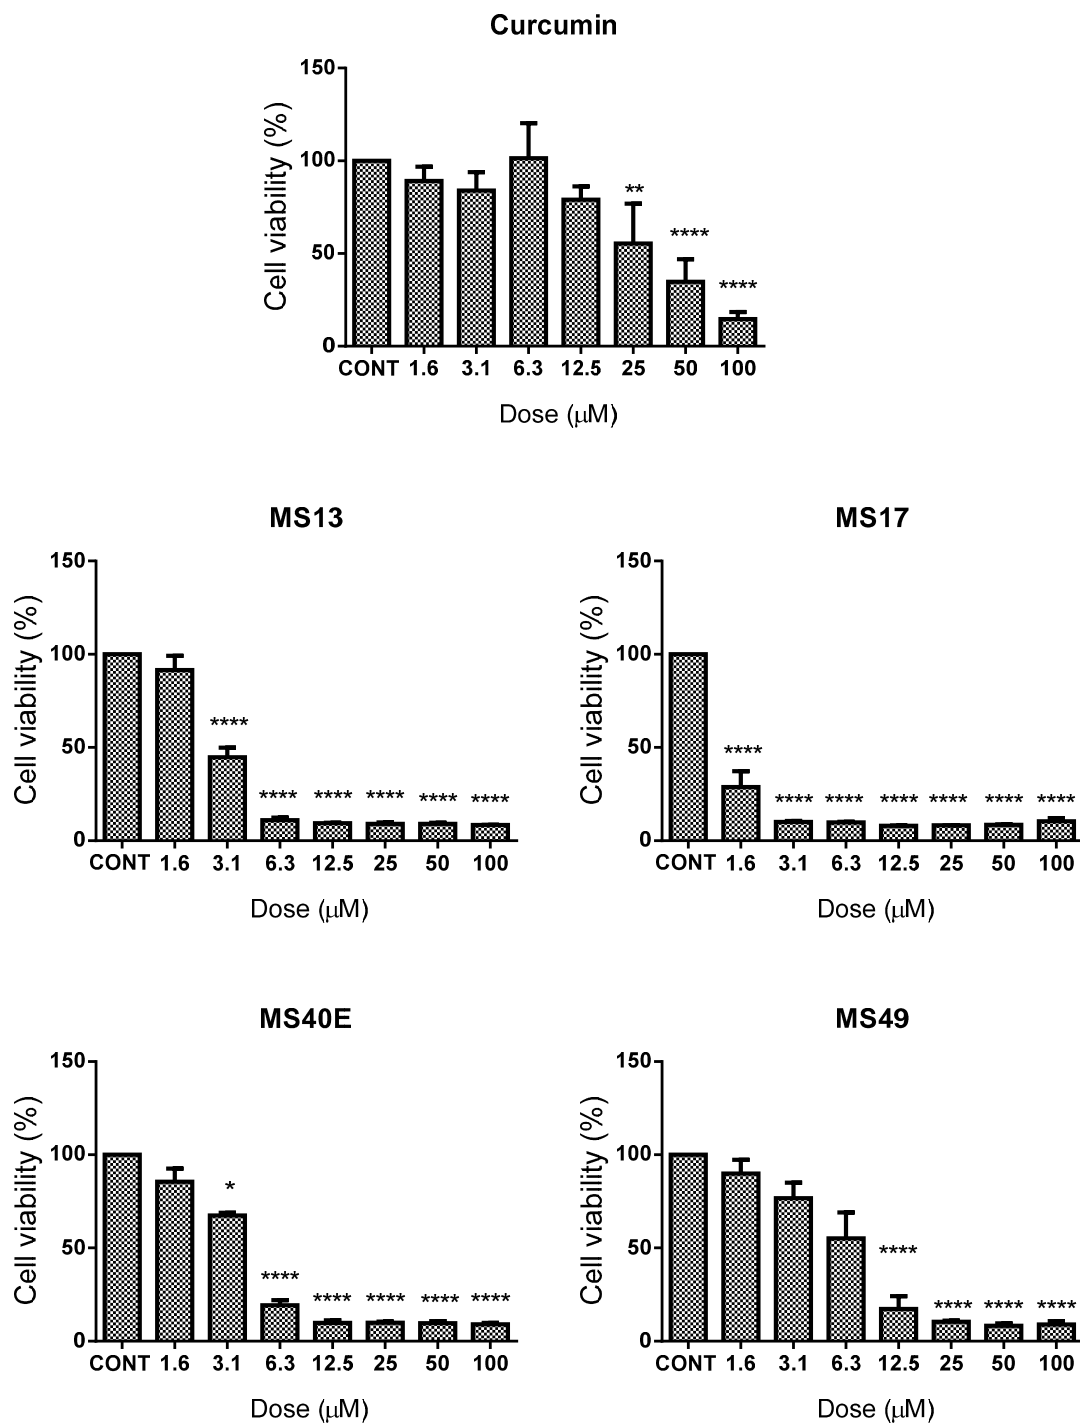 Curcumin
Cell viability (%)
150
100
50
0
** **** ****
CONT 1.6 3.1 6.3 12.5 25 50 100
Dose (μM)
MS13
Cell viability (%)
150
100
50
0
**** **** **** **** **** ****
CONT 1.6 3.1 6.3 12.5 25 50 100
Dose (μM)
MS17
Cell viability (%)
150
100
50
0
**** **** **** **** **** **** ****
CONT 1.6 3.1 6.3 12.5 25 50 100
Dose (μM)
MS40E
Cell viability (%)
150
100
50
0
* **** **** **** **** ****
CONT 1.6 3.1 6.3 12.5 25 50 100
Dose (μM)
MS49
Cell viability (%)
150
100
50
0
**** **** **** ****
CONT 1.6 3.1 6.3 12.5 25 50 100
Dose (μM)